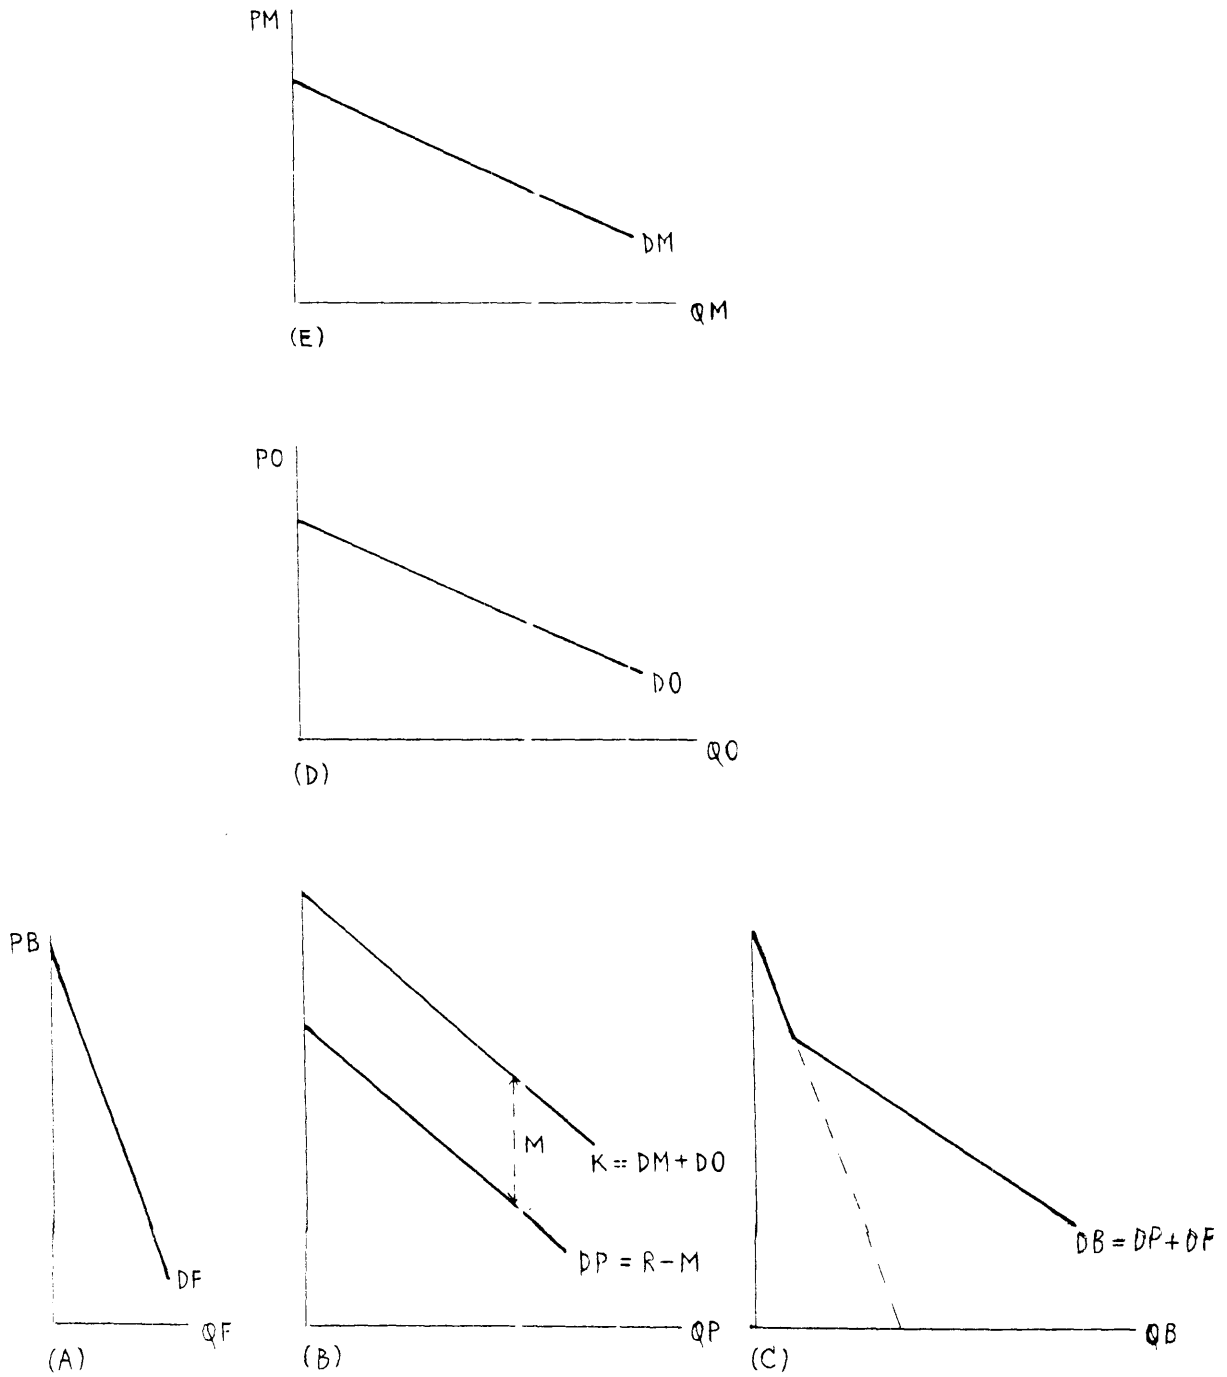 PM
DM
QM
(E)
PO
DO
QO
(D)
PB
DF
QF
(A)
M
K = DM + DO
DP = R - M
QP
(B)
DB = DP + DF
QB
(C)